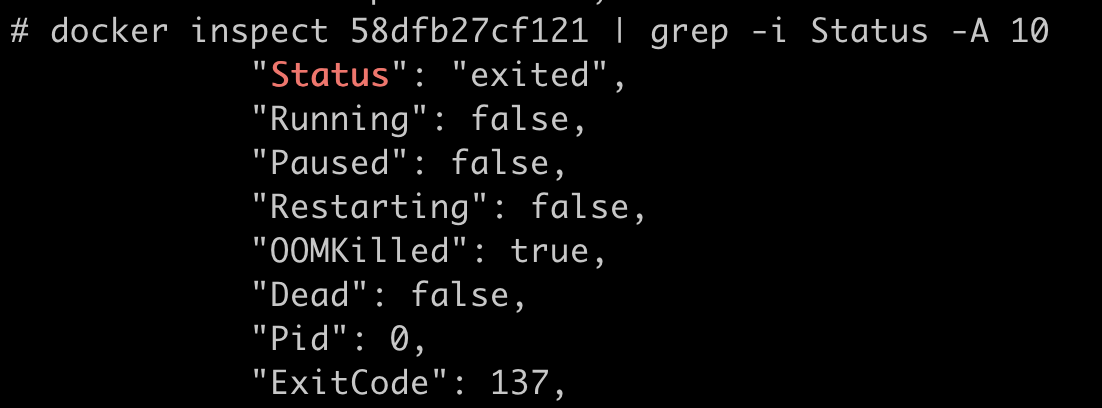 # docker inspect 58dfb27cf121 | grep -i Status -A 10
"Status": "exited",
"Running": false,
"Paused": false,
"Restarting": false,
"OOMKilled": true,
"Dead": false,
"Pid": 0,
"ExitCode": 137,